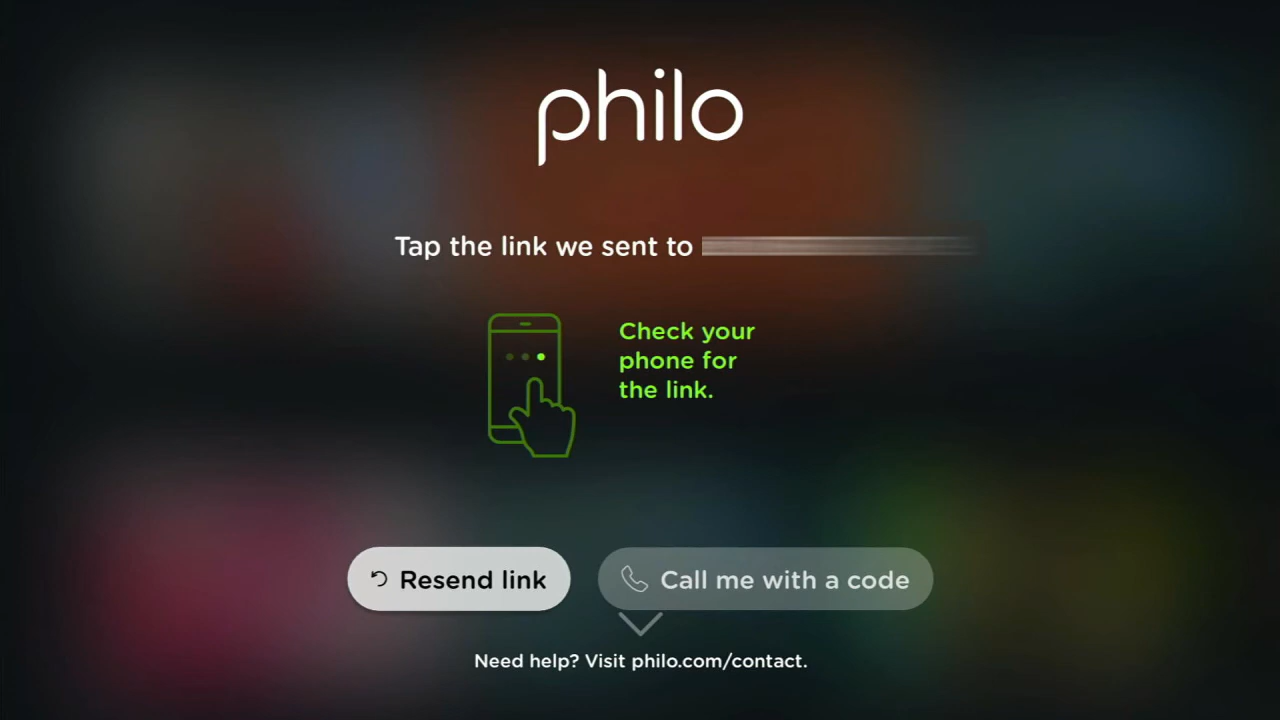 philo
Tap the link we sent to
Check your
phone for
the link.
Resend link
Call me with a code
Need help? Visit philo.com/contact.